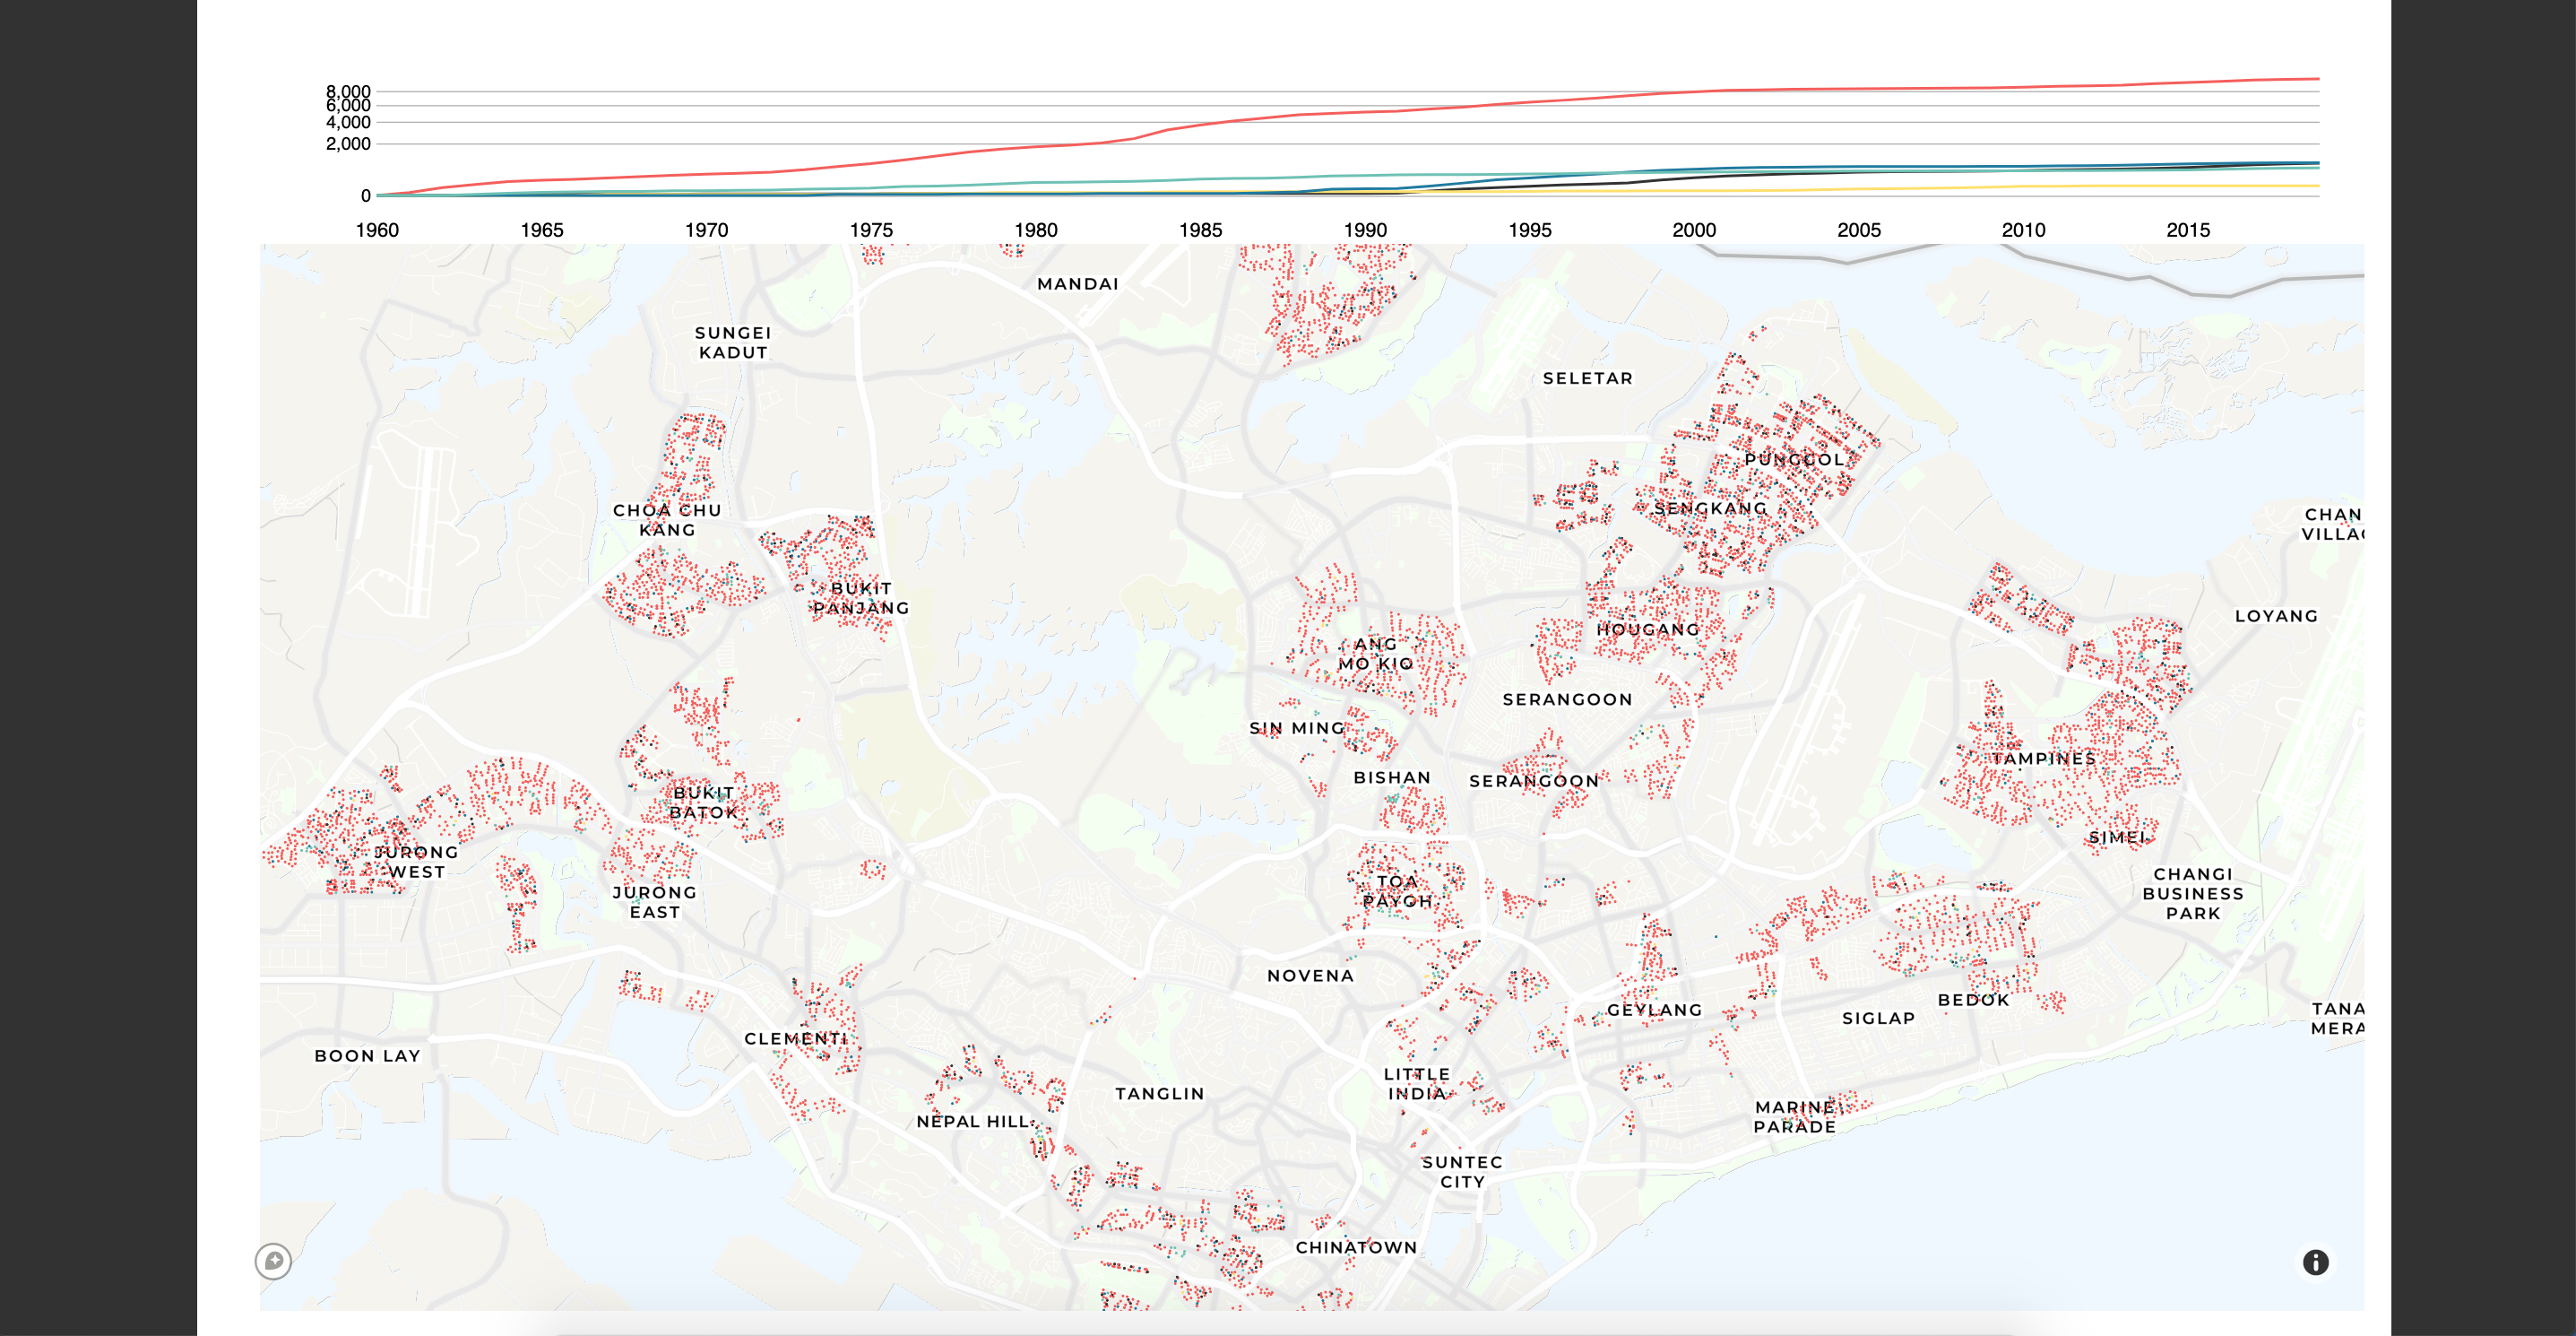 8,000
6,000
4,000
2,000
0
1960 1965 1970 1975 1980 1985 1990 1995 2000 2005 2010 2015
MANDAI
SUNGEI
KADUT
SELETAR
PUNGGOL
SENGKANG
CHOA CHU
KANG
CHAN
BUKIT
PANJANG
LOYANG
HOUGANG
ANG
MO KIO
SERANGOON
SIN MING
TAMPINES
BISHAN
SERANGOON
BUKIT
BATOK
SIMEI
JURONG
WEST
JURONG
EAST
TOA
PAYOH
CHANGI
BUSINESS
PARK
NOVENA
BEDOK
GEYLANG
SIGLAP
TANA
MERA
CLEMENTI
BOON LAY
LITTLE
INDIA
TANGLIN
NEPAL HILL
MARINE
PARADE
SUNTEC
CITY
CHINATOWN